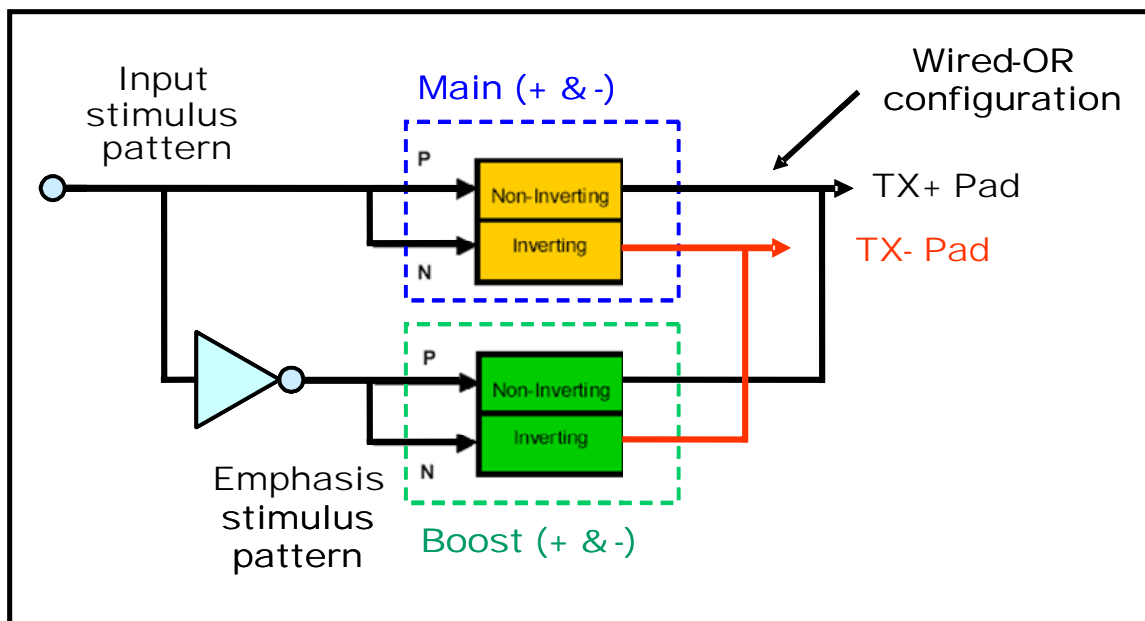 Input
stimulus
pattern
Main (+ & -)
Wired-OR
configuration
P
Non-Inverting
TX+ Pad
Inverting
TX- Pad
N
P
Non-Inverting
Inverting
N
Emphasis
stimulus
pattern
Boost (+ & -)